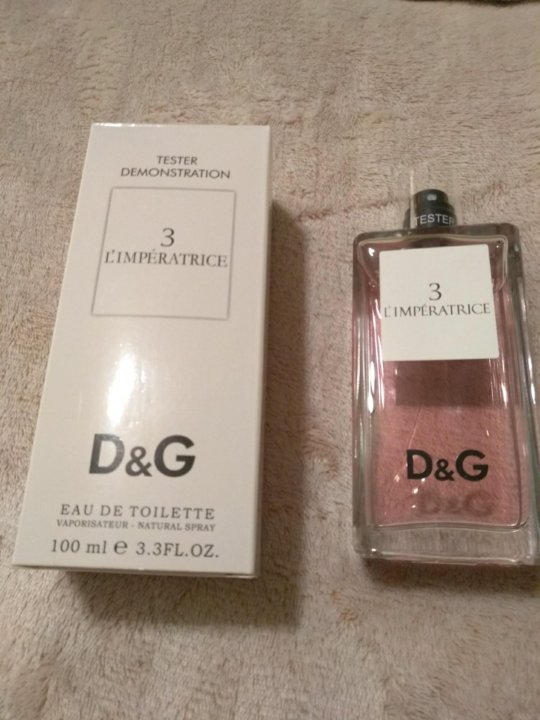 TESTER
DEMONSTRATION
3
L'IMPÉRATRICE
D&G
EAU DE TOILETTE
VAPORISATEUR - NATURAL SPRAY
100 ml e 3.3FL.OZ.
TESTER
3
L'IMPÉRATRICE
D&G